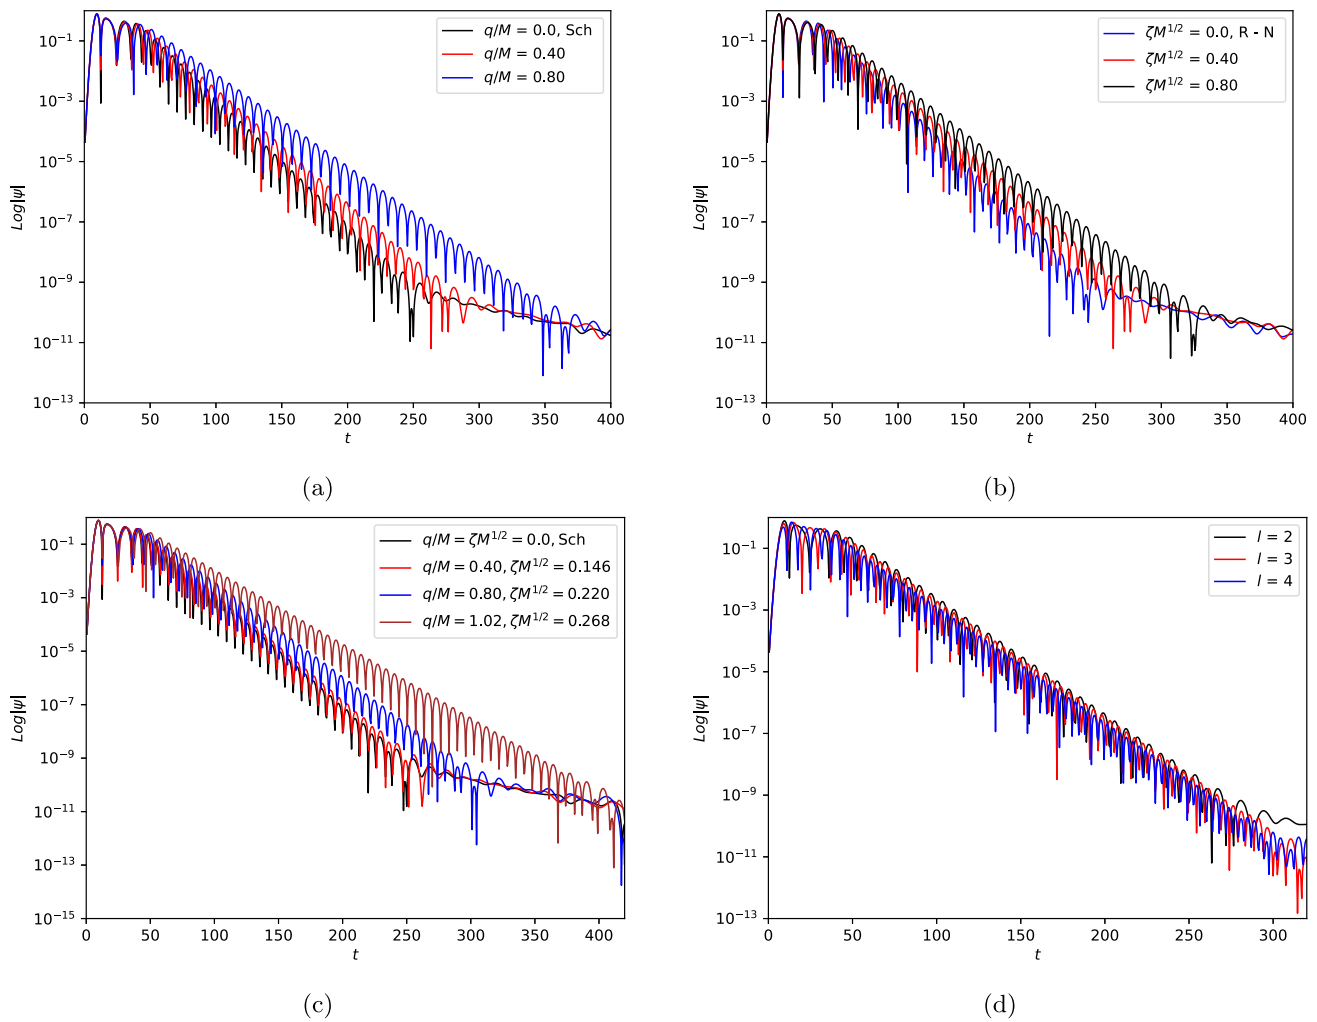 q/M = 0.0, Sch
q/M = 0.40
q/M = 0.80
10⁻¹
10⁻³
10⁻⁵
10⁻⁷
10⁻⁹
10⁻¹¹
10⁻¹³
Log|ψ|
0 50 100 150 200 250 300 350 400
t
(a)
ζM^{1/2} = 0.0, R - N
ζM^{1/2} = 0.40
ζM^{1/2} = 0.80
10⁻¹
10⁻³
10⁻⁵
10⁻⁷
10⁻⁹
10⁻¹¹
10⁻¹³
Log|ψ|
0 50 100 150 200 250 300 350 400
t
(b)
q/M = ζM^{1/2} = 0.0, Sch
q/M = 0.40, ζM^{1/2} = 0.146
q/M = 0.80, ζM^{1/2} = 0.220
q/M = 1.02, ζM^{1/2} = 0.268
10⁻¹
10⁻³
10⁻⁵
10⁻⁷
10⁻⁹
10⁻¹¹
10⁻¹³
10⁻¹⁵
Log|ψ|
0 50 100 150 200 250 300 350 400
t
(c)
l = 2
l = 3
l = 4
10⁻¹
10⁻³
10⁻⁵
10⁻⁷
10⁻⁹
10⁻¹¹
10⁻¹³
Log|ψ|
0 50 100 150 200 250 300
t
(d)